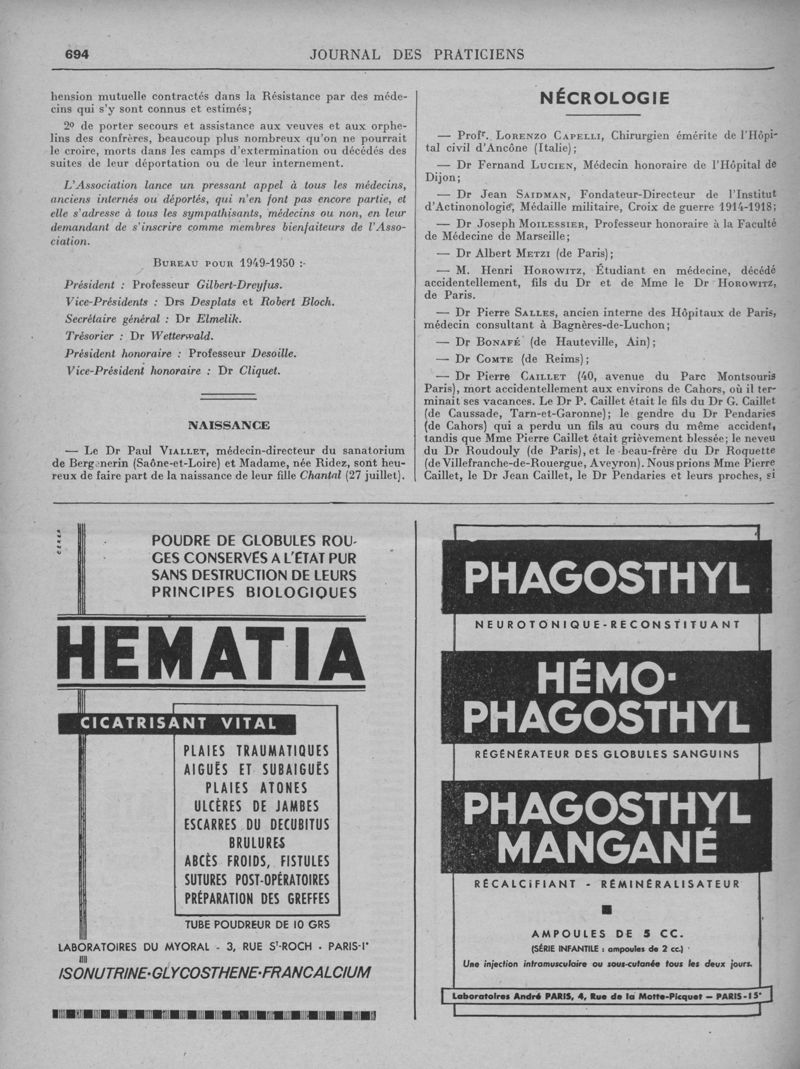 694
JOURNAL DES PRATICIENS
hension mutuelle contractés dans la Résistance par des méde-
cins qui s'y sont connus et estimés;
2º de porter secours et assistance aux veuves et aux orphe-
lins des confrères, beaucoup plus nombreux qu'on ne pourrait
le croire, morts dans les camps d'extermination ou décédés des
suites de leur déportation ou de leur internement.
L'Association lance un pressant appel à tous les médecins,
anciens internés ou déportés, qui n'en font pas encore partie, et
elle s'adresse à tous les sympathisants, médecins ou non, en leur
demandant de s'inscrire comme membres bienfaiteurs de l'Asso-
ciation.
BUREAU POUR 1949-1950 :
Président : Professeur Gilbert-Dreyfus.
Vice-Présidents : Drs Desplats et Robert Bloch.
Secrétaire général : Dr Elmelik.
Trésorier : Dr Wetterwald.
Président honoraire : Professeur Desoille.
Vice-Président honoraire : Dr Cliquet.
NAISSANCE
— Le Dr Paul VIALLET, médecin-directeur du sanatorium
de Bergenerin (Saône-et-Loire) et Madame, née Ridez, sont heu-
reux de faire part de la naissance de leur fille Chantal (27 juillet).
NÉCROLOGIE
— Profr. LORENZO CAPELLI, Chirurgien émérite de l'Hôpi-
tal civil d'Ancône (Italie);
— Dr Fernand LUCIEN, Médecin honoraire de l'Hôpital de
Dijon;
— Dr Jean SAIDMAN, Fondateur-Directeur de l'Institut
d'Actinonologie, Médaille militaire, Croix de guerre 1914-1918;
— Dr Joseph MOILESSIER, Professeur honoraire à la Faculté
de Médecine de Marseille;
— Dr Albert METZI (de Paris);
— M. Henri HOROWITZ, Étudiant en médecine, décédé
accidentellement, fils du Dr et de Mme le Dr HOROWITZ,
de Paris.
— Dr Pierre SALLES, ancien interne des Hôpitaux de Paris,
médecin consultant à Bagnères-de-Luchon;
— Dr BONAFÉ (de Hauteville, Ain);
— Dr COMTE (de Reims);
— Dr Pierre CAILLET (40, avenue du Parc Montsouris
Paris), mort accidentellement aux environs de Cahors, où il ter-
minait ses vacances. Le Dr P. Caillet était le fils du Dr G. Caillet
(de Caussade, Tarn-et-Garonne); le gendre du Dr Pendaries
(de Cahors) qui a perdu un fils au cours du même accident,
tandis que Mme Pierre Caillet était grièvement blessée; le neveu
du Dr Roudouly (de Paris), et le beau-frère du Dr Roquette
(de Villefranche-de-Rouergue, Aveyron). Nous prions Mme Pierre
Caillet, le Dr Jean Caillet, le Dr Pendaries et leurs proches, si
POUDRE DE GLOBULES ROU-
GES CONSERVÉS A L'ÉTAT PUR
SANS DESTRUCTION DE LEURS
PRINCIPES BIOLOGIQUES
HEMATIA
CICATRISANT VITAL
PLAIES TRAUMATIQUES
AIGUËS ET SUBAIGUËS
PLAIES ATONES
ULCÈRES DE JAMBES
ESCARRES DU DECUBITUS
BRULURES
ABCÈS FROIDS, FISTULES
SUTURES POST-OPÉRATOIRES
PRÉPARATION DES GREFFES
TUBE POUDREUR DE 10 GRS
LABORATOIRES DU MYORAL - 3, RUE St-ROCH - PARIS-Ie
ISONUTRINE·GLYCOSTHENE·FRANCALCIUM
PHAGOSTHYL
NEUROTONIQUE-RECONSTITUANT
HÉMO-
PHAGOSTHYL
RÉGÉNÉRATEUR DES GLOBULES SANGUINS
PHAGOSTHYL
MANGANÉ
RÉCALCIFIANT - RÉMINÉRALISATEUR
AMPOULES DE 5 CC.
(SÉRIE INFANTILE : ampoules de 2 cc.)
Une injection intramusculaire ou sous-cutanée tous les deux jours.
Laboratoires André PARIS, 4, Rue de la Motte-Picquet — PARIS-15e